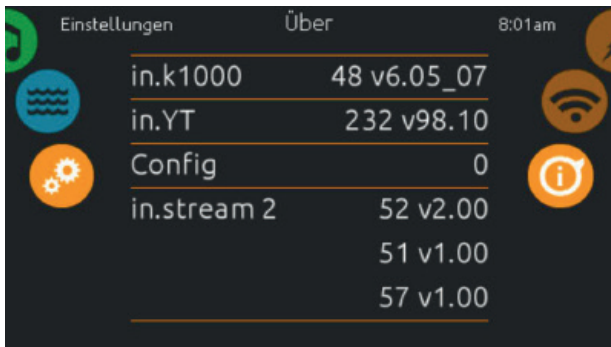 Einstellungen Über 8:01am
in.k1000 48 v6.05_07
in.YT 232 v98.10
Config 0
in.stream 2 52 v2.00
51 v1.00
57 v1.00